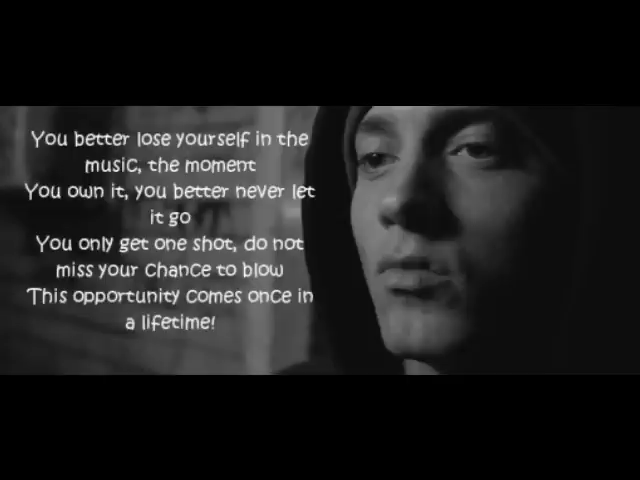 You better lose yourself in the
music, the moment
You own it, you better never let
it go
You only get one shot, do not
miss your chance to blow
This opportunity comes once in
a lifetime!